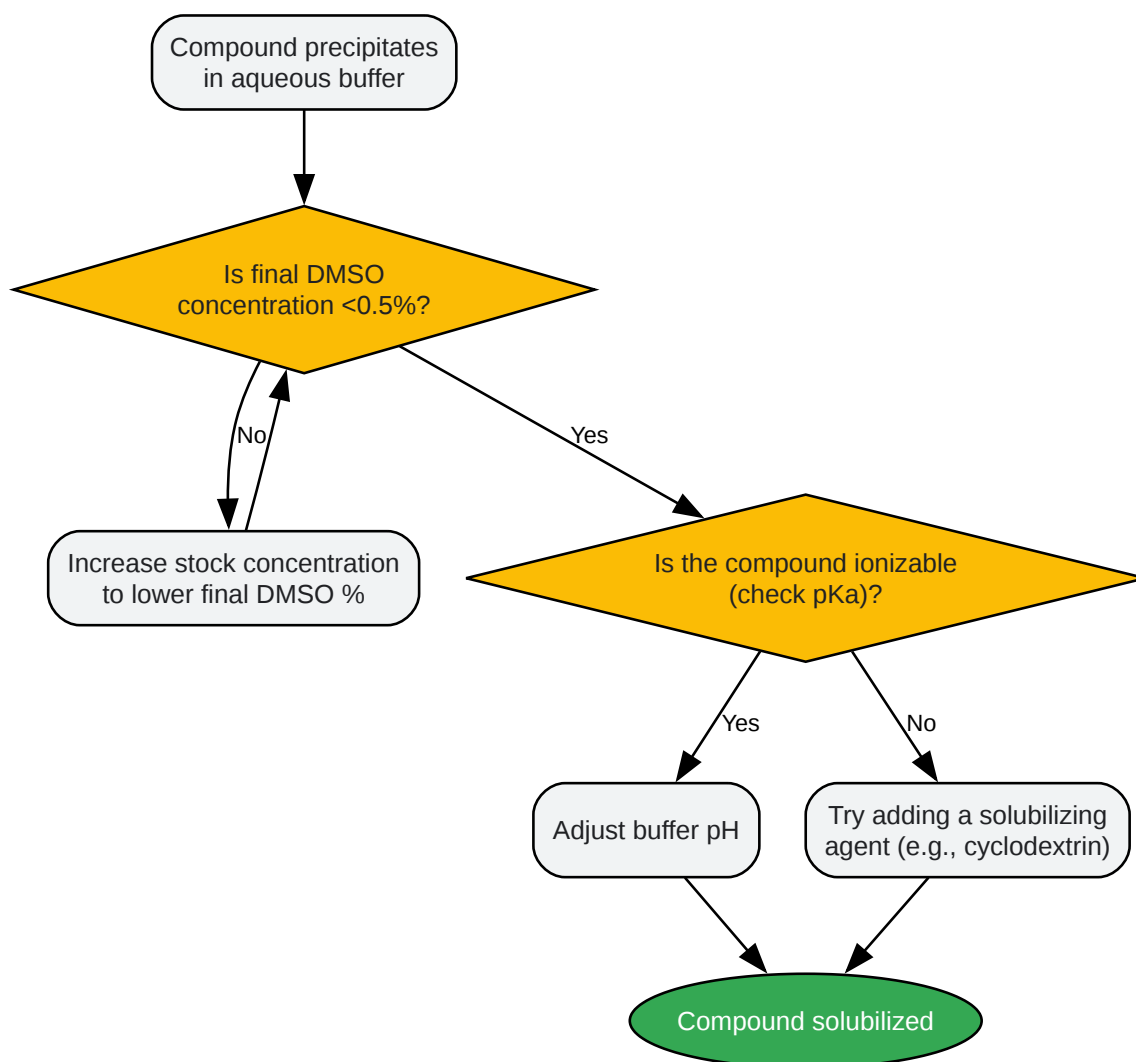 Compound precipitates
in aqueous buffer
Is final DMSO
concentration <0.5%?
No
Yes
Increase stock concentration
to lower final DMSO %
Is the compound ionizable
(check pKa)?
Yes
No
Adjust buffer pH
Try adding a solubilizing
agent (e.g., cyclodextrin)
Compound solubilized